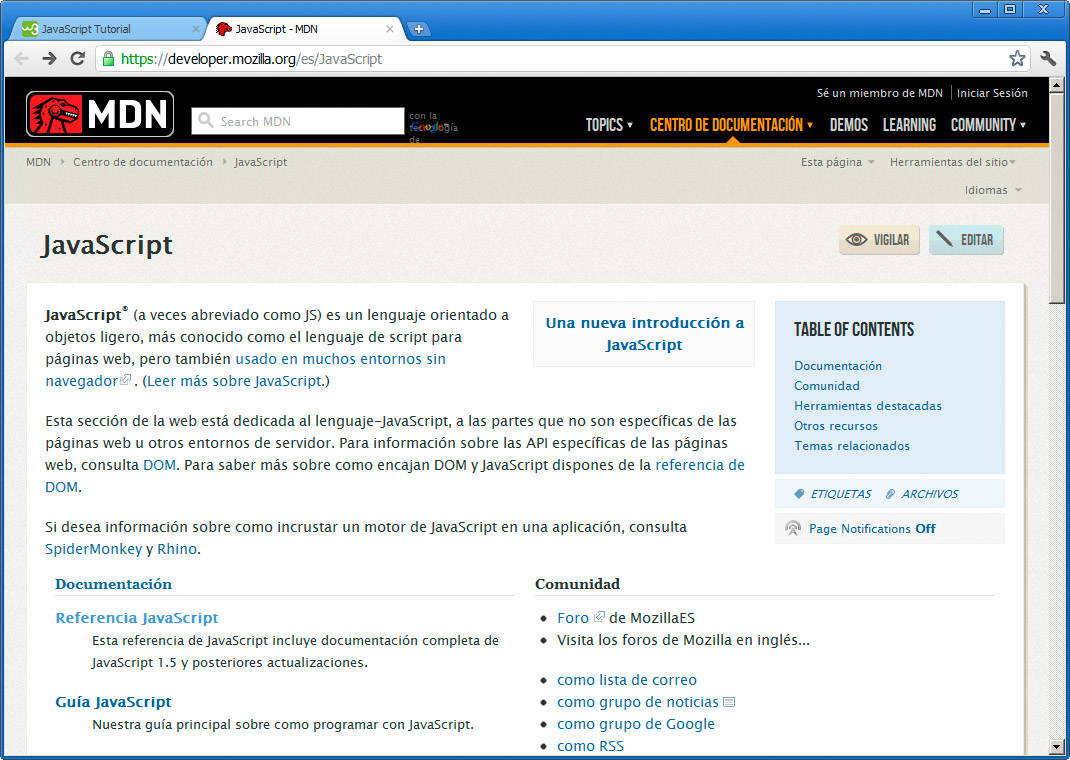 JavaScript Tutorial
JavaScript - MDN
https://developer.mozilla.org/es/JavaScript
Sé un miembro de MDN
Iniciar Sesión
MDN
Search MDN
con la
tecnología
Google
de
TOPICS
CENTRO DE DOCUMENTACIÓN
DEMOS
LEARNING
COMMUNITY
MDN
Centro de documentación
JavaScript
Esta página
Herramientas del sitio
Idiomas
JavaScript
VIGILAR
EDITAR
JavaScript® (a veces abreviado como JS) es un lenguaje orientado a
objetos ligero, más conocido como el lenguaje de script para
páginas web, pero también usado en muchos entornos sin
navegador. (Leer más sobre JavaScript.)
Una nueva introducción a
JavaScript
Esta sección de la web está dedicada al lenguaje-JavaScript, a las partes que no son específicas de las
páginas web u otros entornos de servidor. Para información sobre las API específicas de las páginas
web, consulta DOM. Para saber más sobre como encajan DOM y JavaScript dispones de la referencia de
DOM.
Si desea información sobre como incrustar un motor de JavaScript en una aplicación, consulta
SpiderMonkey y Rhino.
TABLE OF CONTENTS
Documentación
Comunidad
Herramientas destacadas
Otros recursos
Temas relacionados
ETIQUETAS
ARCHIVOS
Page Notifications Off
Documentación
Referencia JavaScript
Esta referencia de JavaScript incluye documentación completa de
JavaScript 1.5 y posteriores actualizaciones.
Guía JavaScript
Nuestra guía principal sobre como programar con JavaScript.
Comunidad
Foro de MozillaES
Visita los foros de Mozilla en inglés...
como lista de correo
como grupo de noticias
como grupo de Google
como RSS